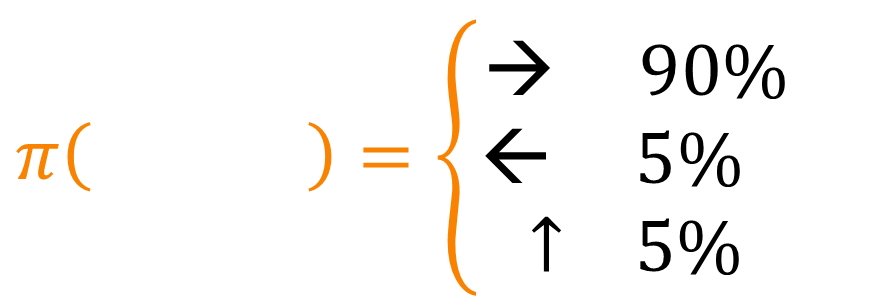 π( ) = {
→ 90%
← 5%
↑ 5%